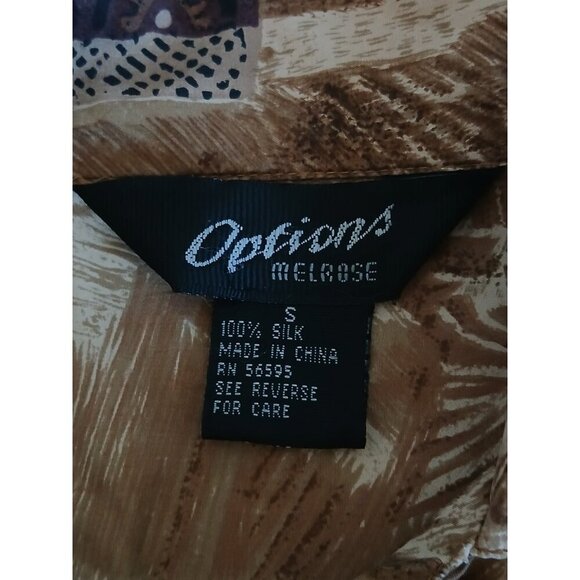 Options
MELROSE
S
100% SILK
MADE IN CHINA
RN 56595
SEE REVERSE
FOR CARE